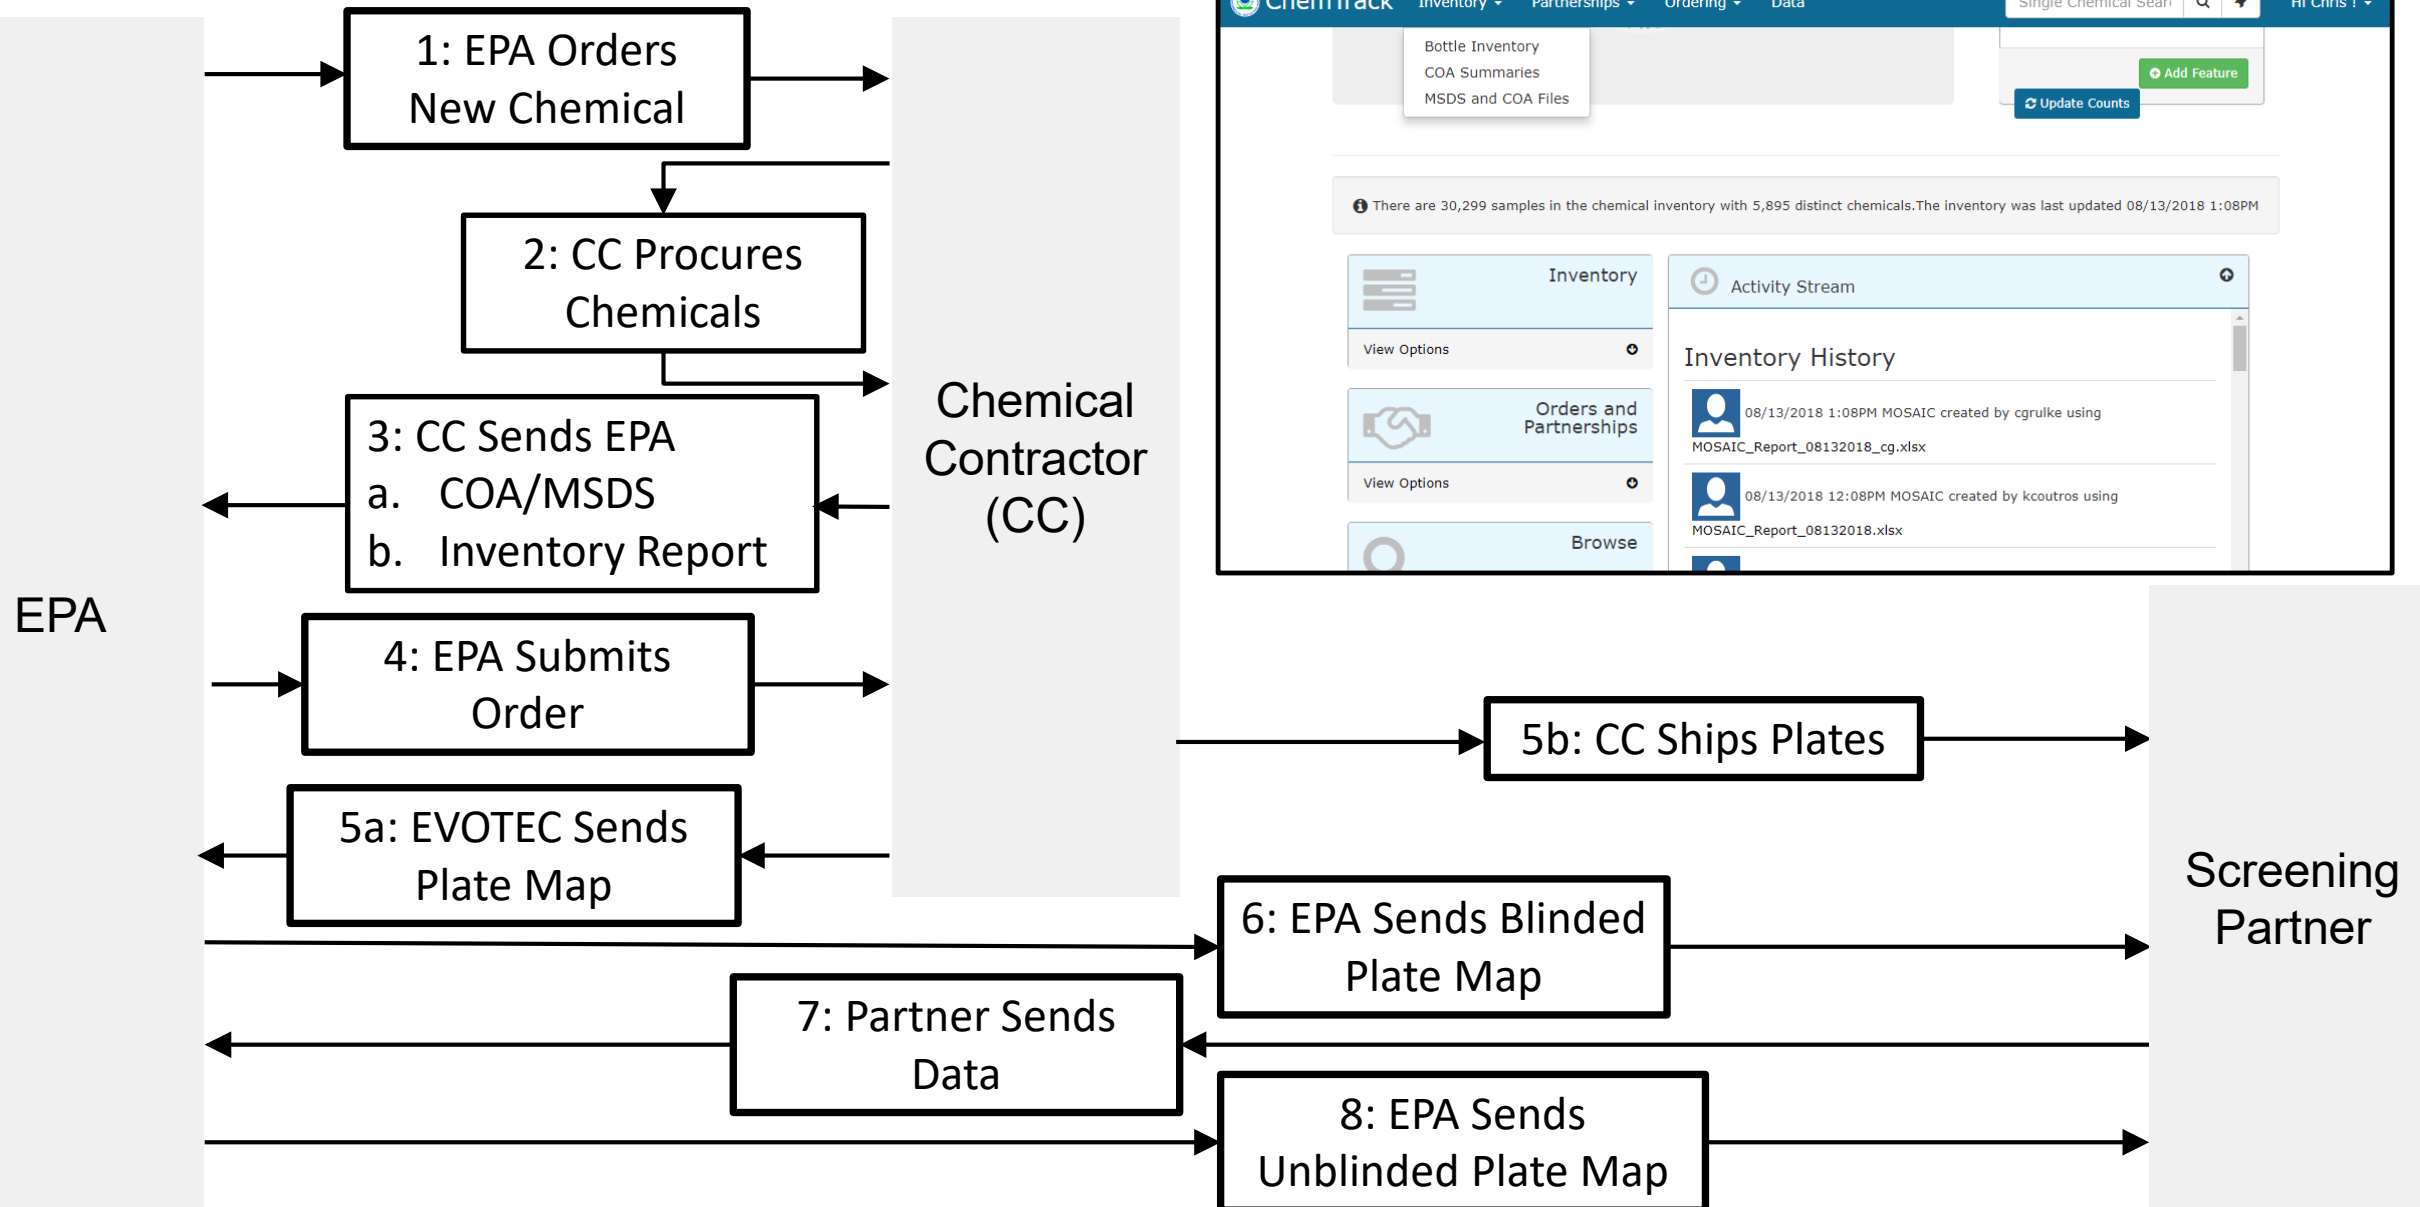 1: EPA Orders
New Chemical
2: CC Procures
Chemicals
3: CC Sends EPA
a. COA/MSDS
b. Inventory Report
4: EPA Submits
Order
5a: EVOTEC Sends
Plate Map
EPA
Chemical
Contractor
(CC)
ChemTrack Inventory Partnerships Ordering Data Single Chemical Sear Hi Chris !
Bottle Inventory
COA Summaries
MSDS and COA Files
Add Feature
Update Counts
There are 30,299 samples in the chemical inventory with 5,895 distinct chemicals.The inventory was last updated 08/13/2018 1:08PM
Inventory
View Options
Orders and
Partnerships
View Options
Browse
Activity Stream
Inventory History
08/13/2018 1:08PM MOSAIC created by cgrulke using
MOSAIC_Report_08132018_cg.xlsx
08/13/2018 12:08PM MOSAIC created by kcoutros using
MOSAIC_Report_08132018.xlsx
5b: CC Ships Plates
6: EPA Sends Blinded
Plate Map
7: Partner Sends
Data
8: EPA Sends
Unblinded Plate Map
Screening
Partner